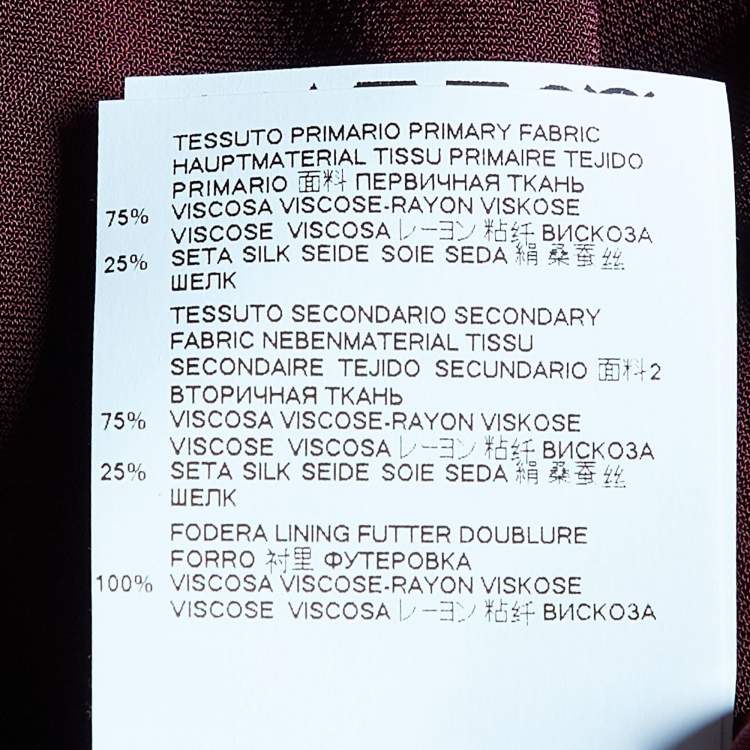 TESSUTO PRIMARIO PRIMARY FABRIC
HAUPTMATERIAL TISSU PRIMAIRE TEJIDO
PRIMARIO 面料 ПЕРВИЧНАЯ ТКАНЬ
75% VISCOSA VISCOSE-RAYON VISKOSE
VISCOSE VISCOSA レーヨン 粘纤 ВИСКОЗА
25% SETA SILK SEIDE SOIE SEDA 絹 桑蚕丝
ШЕЛК
TESSUTO SECONDARIO SECONDARY
FABRIC NEBENMATERIAL TISSU
SECONDAIRE TEJIDO SECUNDARIO 面料2
ВТОРИЧНАЯ ТКАНЬ
75% VISCOSA VISCOSE-RAYON VISKOSE
VISCOSE VISCOSA レーヨン 粘纤 ВИСКОЗА
25% SETA SILK SEIDE SOIE SEDA 絹 桑蚕丝
ШЕЛК
FODERA LINING FUTTER DOUBLURE
FORRO 衬里 ФУТЕРОВКА
100% VISCOSA VISCOSE-RAYON VISKOSE
VISCOSE VISCOSA レーヨン 粘纤 ВИСКОЗА